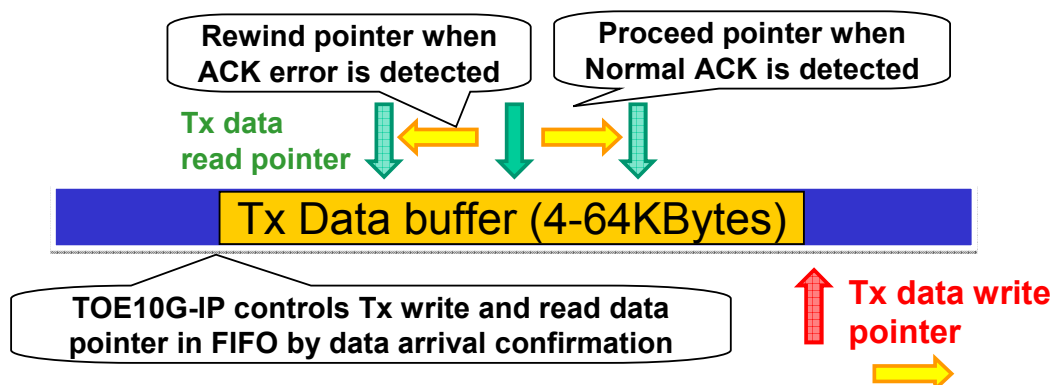 Rewind pointer when
ACK error is detected
Proceed pointer when
Normal ACK is detected
Tx data
read pointer
Tx Data buffer (4-64KBytes)
TOE10G-IP controls Tx write and read data
pointer in FIFO by data arrival confirmation
Tx data write
pointer